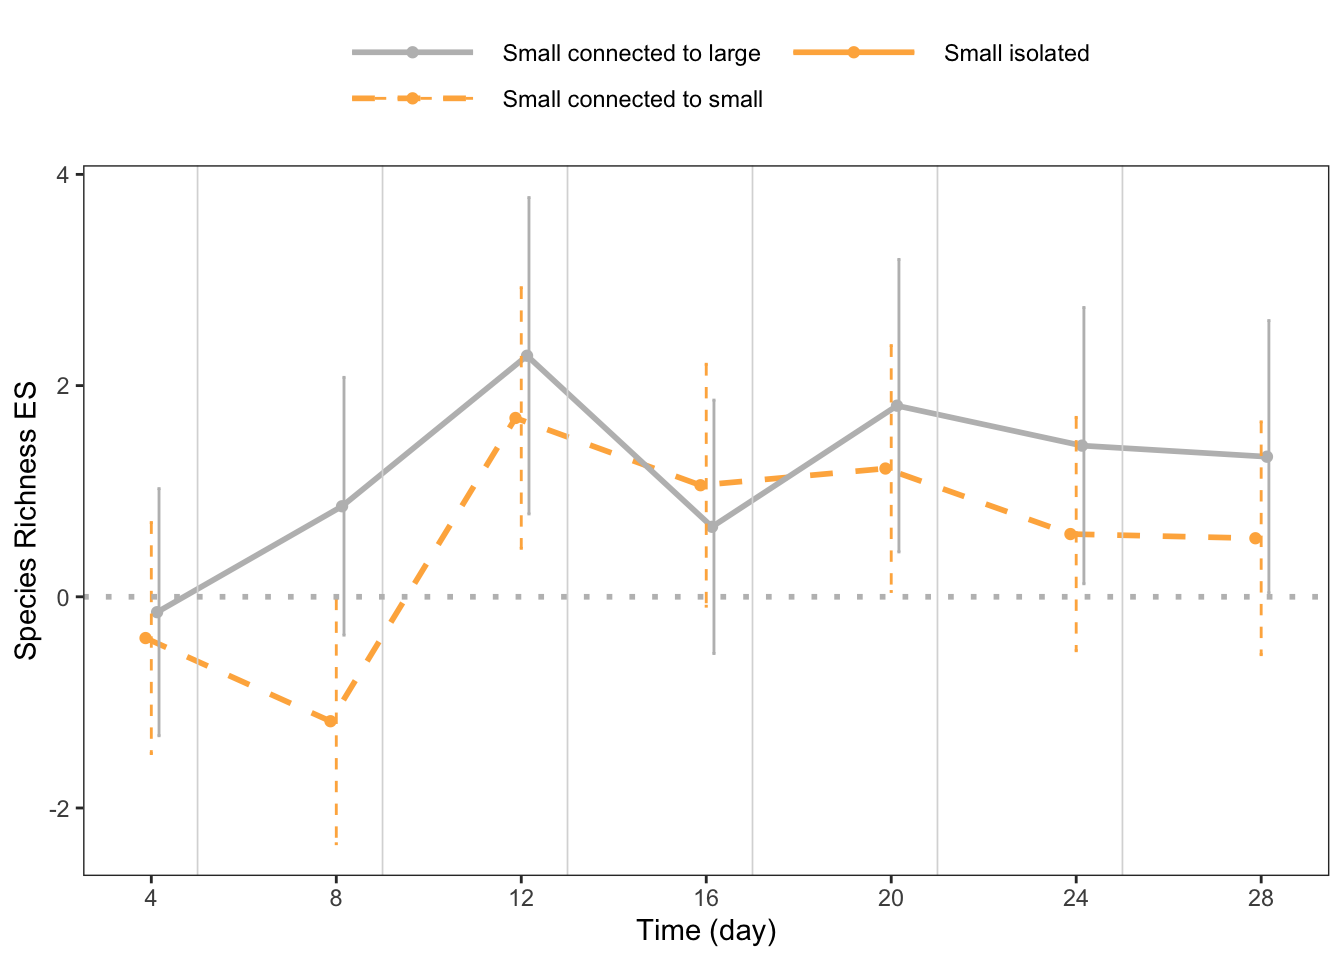 Small connected to large
Small isolated
Small connected to small
Species Richness ES
4
2
0
-2
4
8
12
16
20
24
28
Time (day)